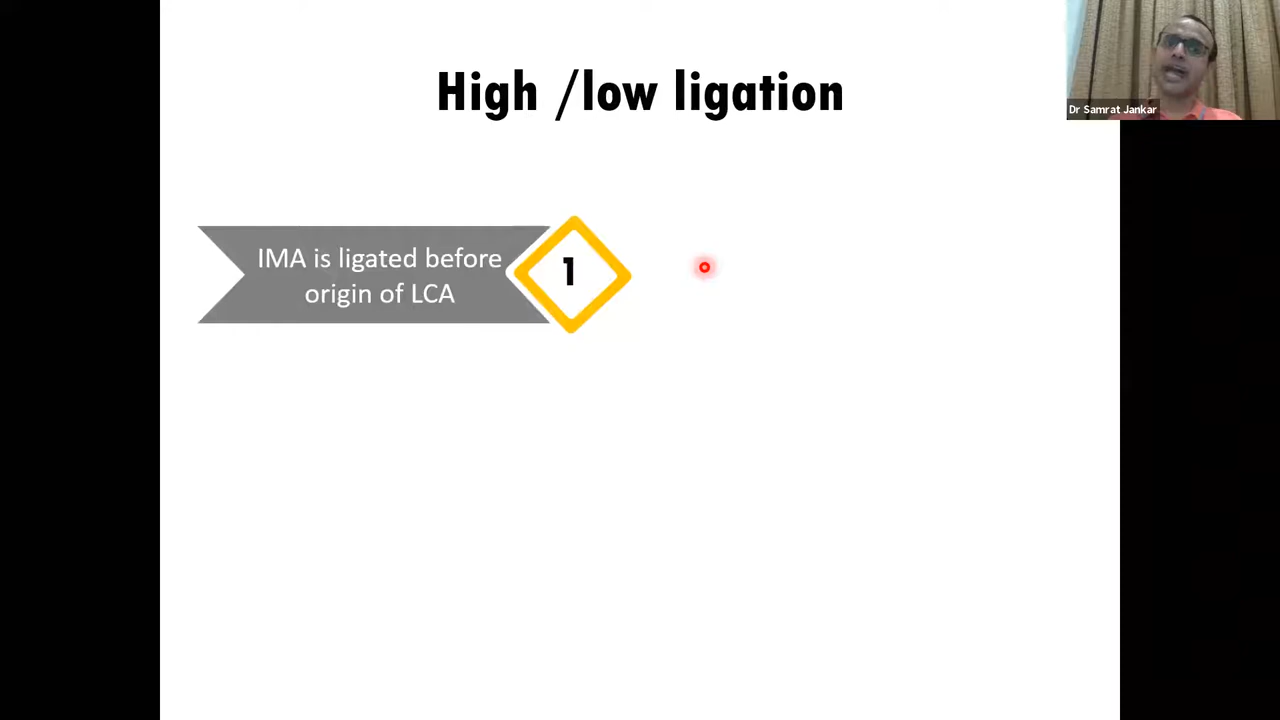 High /low ligation
IMA is ligated before
origin of LCA
1
Dr Samrat Jankar